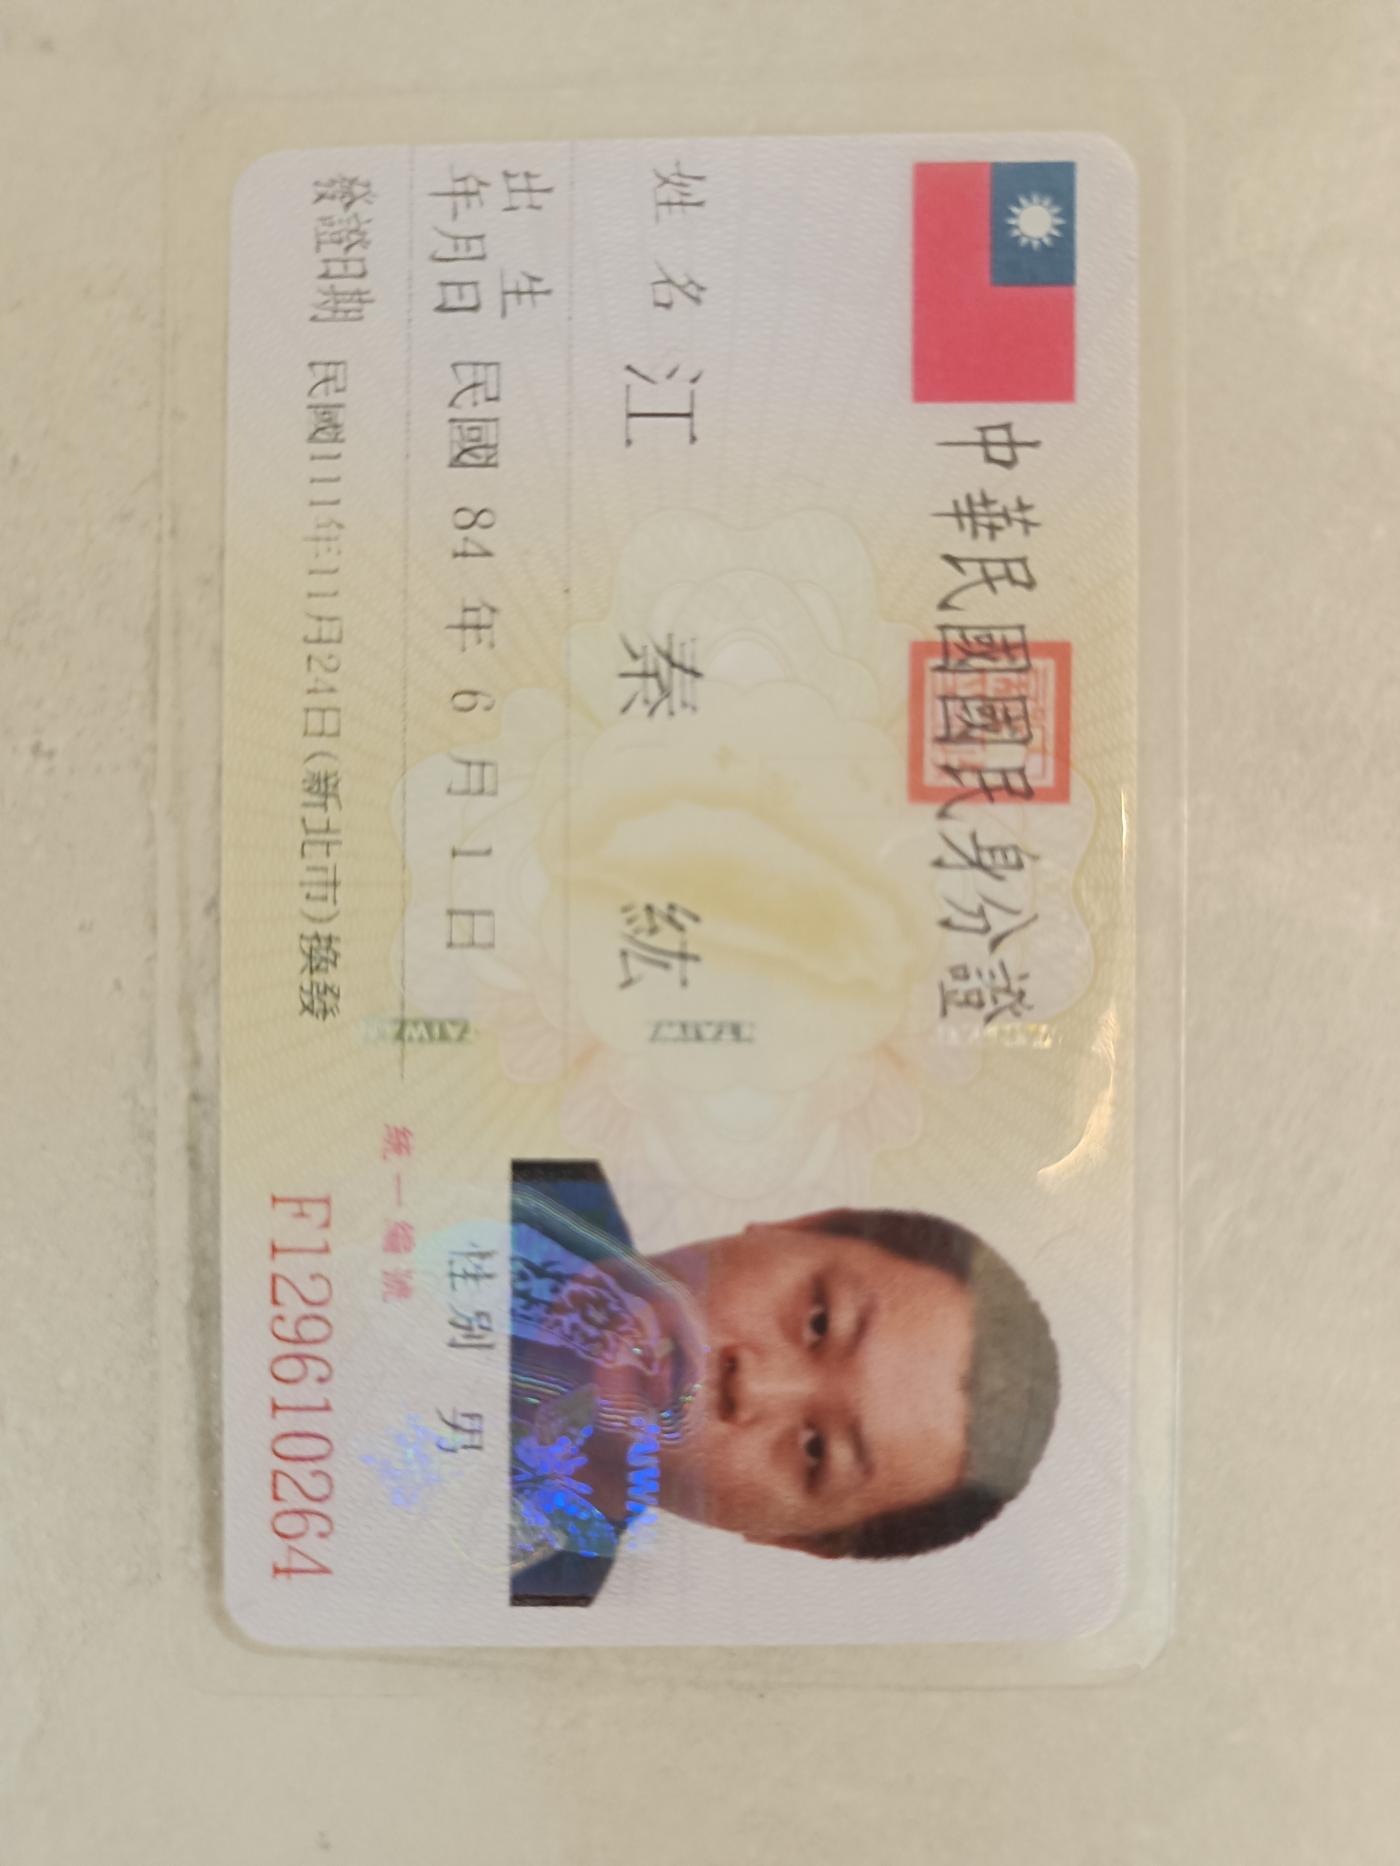 中華民國國民身分證
姓名 江秦紘
出生年月日 民國 84 年 6 月 1 日
性別 男
發證日期 民國111年11月24日(新北市)換發
統一編號
F129610264
TAIWAN
TAIWAN